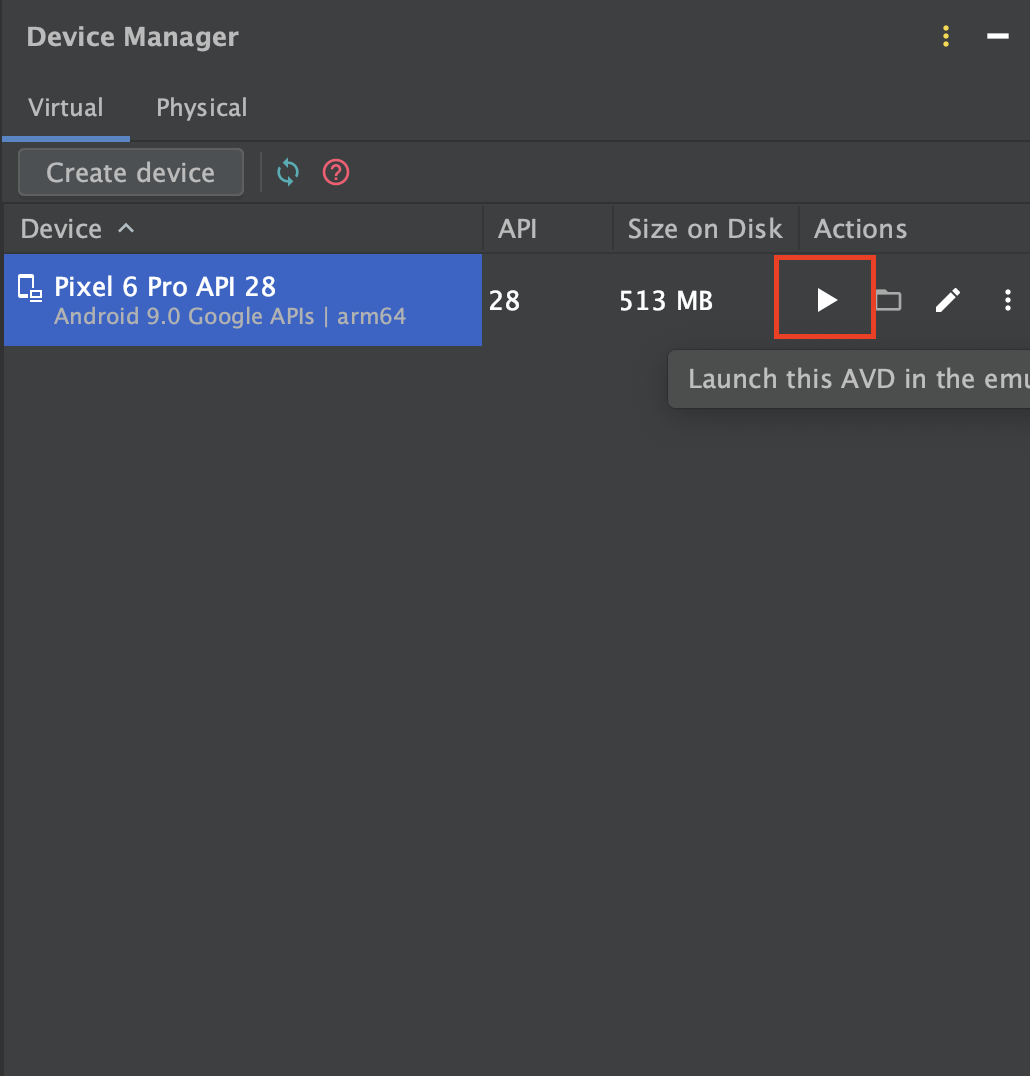 Device Manager
Virtual Physical
Create device ?
Device API Size on Disk Actions
Pixel 6 Pro API 28
Android 9.0 Google APIs | arm64
28 513 MB
Launch this AVD in the emu